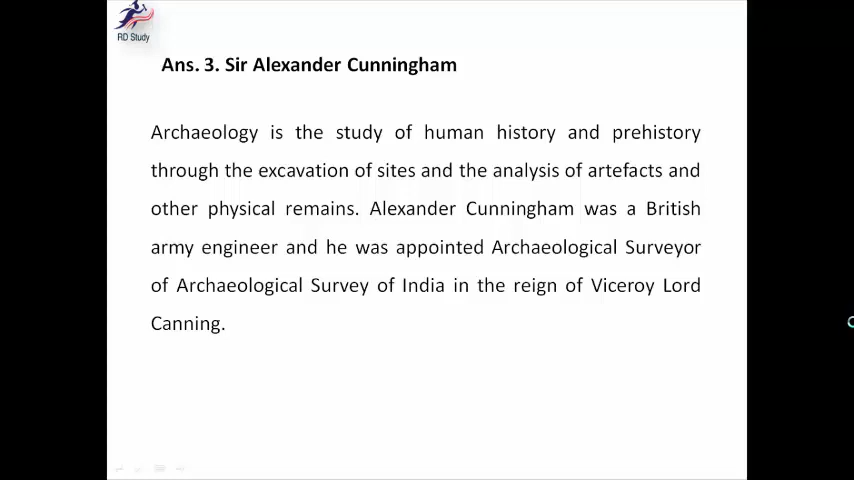 RD Study
Ans. 3. Sir Alexander Cunningham
Archaeology is the study of human history and prehistory
through the excavation of sites and the analysis of artefacts and
other physical remains. Alexander Cunningham was a British
army engineer and he was appointed Archaeological Surveyor
of Archaeological Survey of India in the reign of Viceroy Lord
Canning.